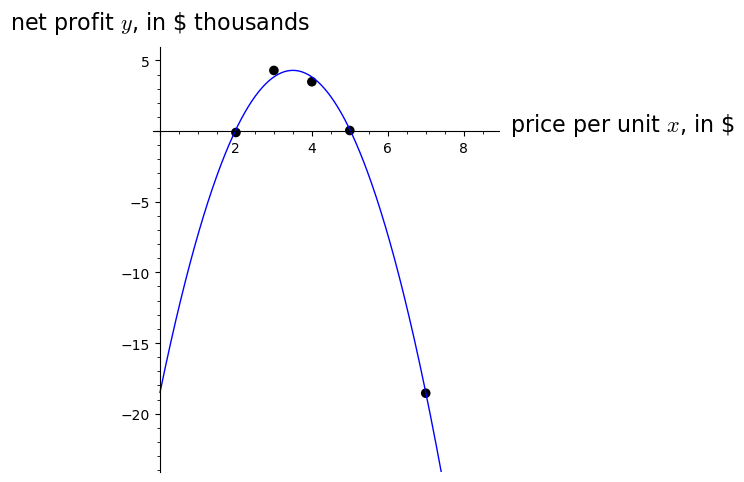 net profit y, in $ thousands
5
price per unit x, in $
2 4 6 8
−5
−10
−15
−20